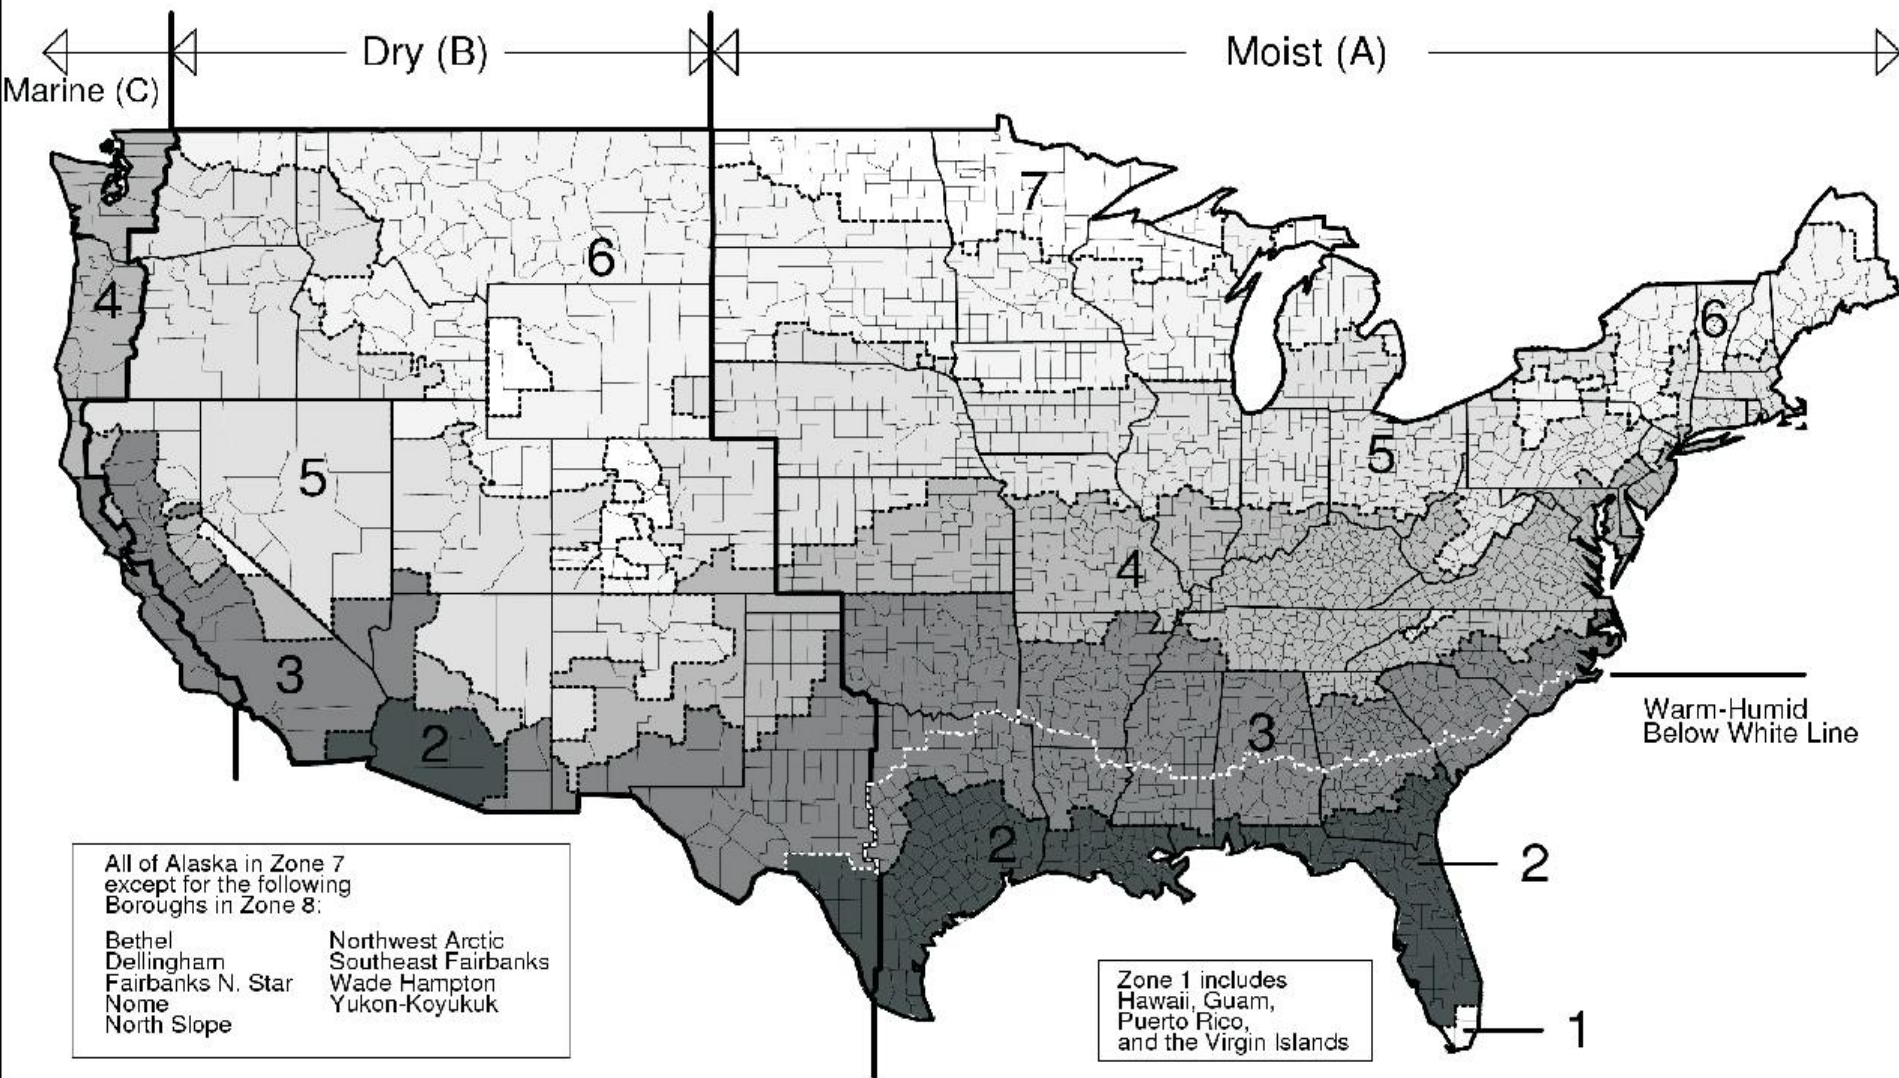 Dry (B)
Moist (A)
Marine (C)
7
6
4
6
5
5
4
3
2
3
Warm-Humid
Below White Line
2
2
1
All of Alaska in Zone 7
except for the following
Boroughs in Zone 8:
Bethel
Dellingham
Fairbanks N. Star
Nome
North Slope
Northwest Arctic
Southeast Fairbanks
Wade Hampton
Yukon-Koyukuk
Zone 1 includes
Hawaii, Guam,
Puerto Rico,
and the Virgin Islands